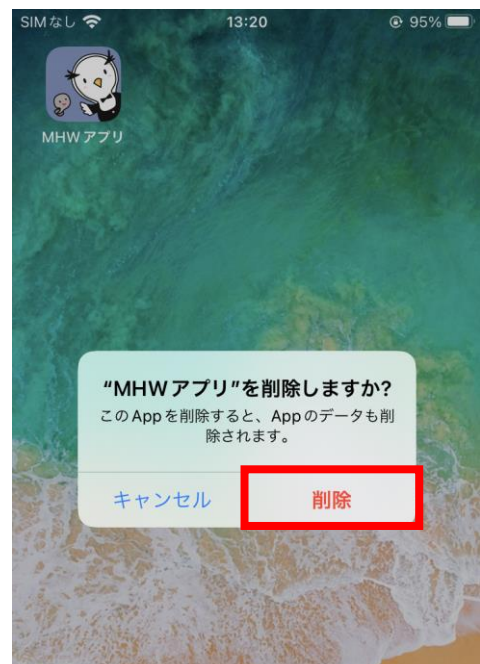 SIMなし 13:20 95%
MHWアプリ
“MHWアプリ”を削除しますか?
このAppを削除すると、Appのデータも削
除されます。
キャンセル 削除